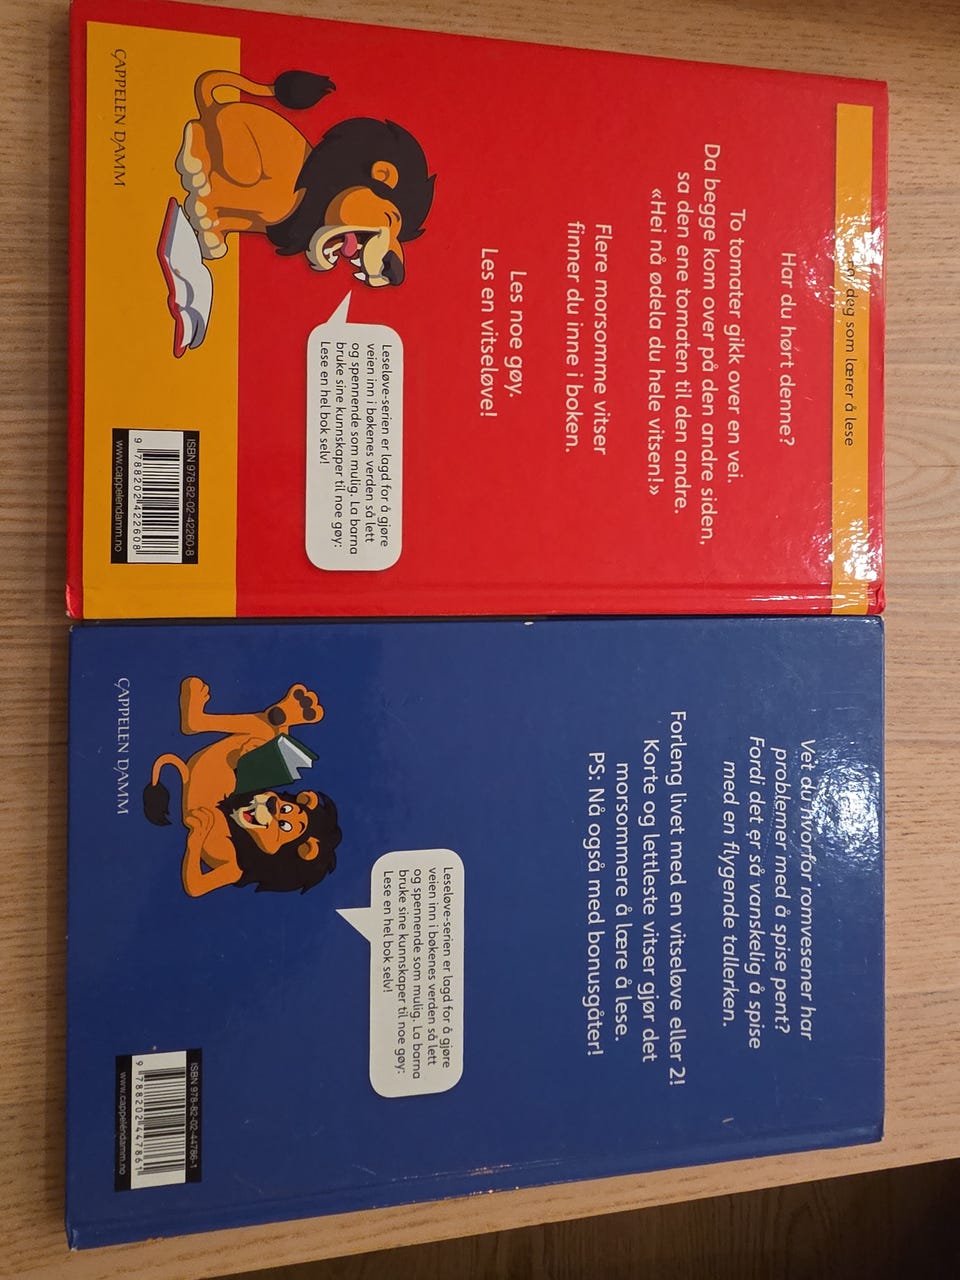 som lærer å lese
Har du hørt denne?
To tomater gikk over en vei.
Da begge kom over på den andre siden,
sa den ene tomaten til den andre.
«Hei nå ødela du hele vitsen!»
Flere morsomme vitser
finner du inne i boken.
Les noe gøy.
Les en vitseløve!
Leseløve-serien er lagd for å gjøre
veien inn i bøkenes verden så lett
og spennende som mulig. La barna
bruke sine kunnskaper til noe gøy:
Lese en hel bok selv!
CAPPELEN DAMM
ISBN 978-82-02-42260-8
9 788202 422608
www.cappelendamm.no
Vet du hvorfor romvesener har
problemer med å spise pent?
Fordi det er så vanskelig å spise
med en flygende tallerken.
Forleng livet med en vitseløve eller 2!
Korte og lettleste vitser gjør det
morsommere å lære å lese.
PS: Nå også med bonusgåter!
Leseløve-serien er lagd for å gjøre
veien inn i bøkenes verden så lett
og spennende som mulig. La barna
bruke sine kunnskaper til noe gøy:
Lese en hel bok selv!
CAPPELEN DAMM
ISBN 978-82-02-44786-1
9 788202 447861
www.cappelendamm.no